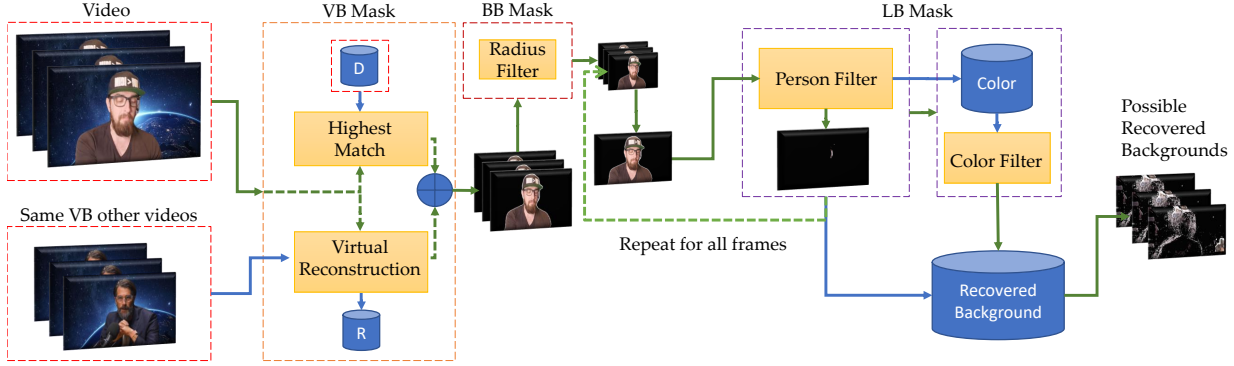 Video
VB Mask
BB Mask
LB Mask
D
Highest
Match
Radius
Filter
Person Filter
Color
Color Filter
Possible
Recovered
Backgrounds
Same VB other videos
Virtual
Reconstruction
R
Repeat for all frames
Recovered
Background